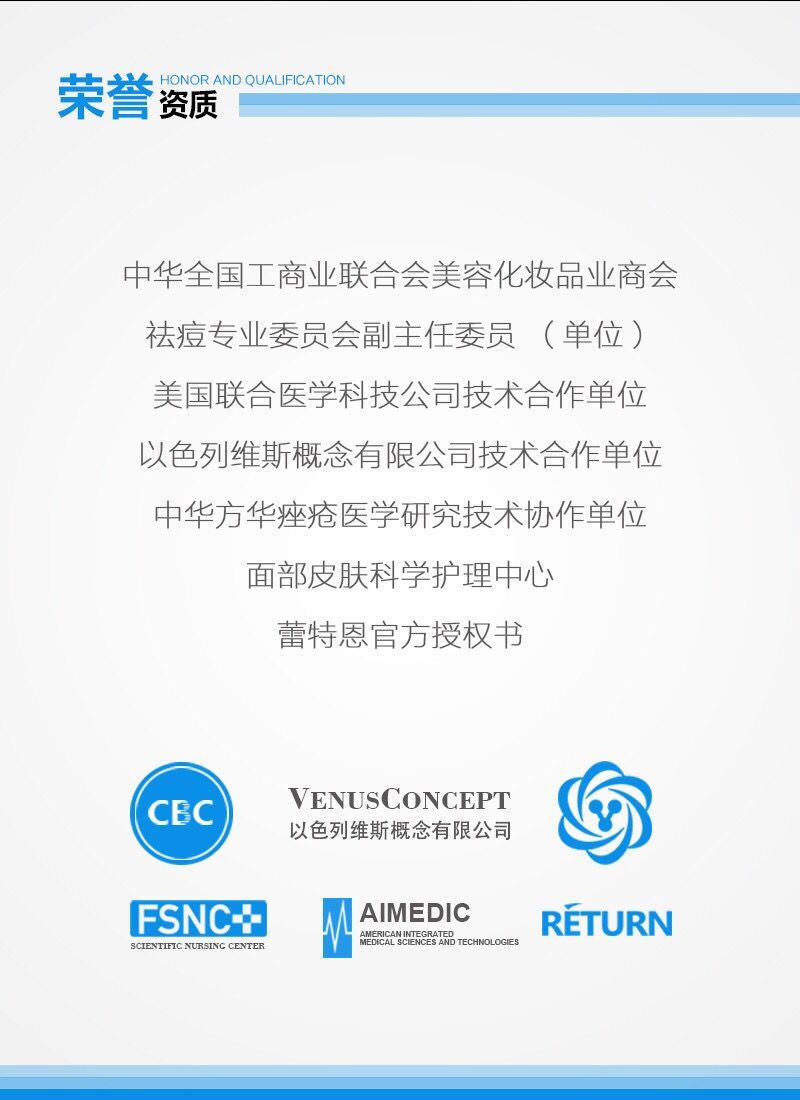 荣誉 HONOR AND QUALIFICATION
资质
中华全国工商业联合会美容化妆品业商会
祛痘专业委员会副主任委员 （单位）
美国联合医学科技公司技术合作单位
以色列维斯概念有限公司技术合作单位
中华方华痤疮医学研究技术协作单位
面部皮肤科学护理中心
蕾特恩官方授权书
CBC
VENUSCONCEPT
以色列维斯概念有限公司
FSNC+
SCIENTIFIC NURSING CENTER
AIMEDIC
AMERICAN INTEGRATED
MEDICAL SCIENCES AND TECHNOLOGIES
RÉTURN